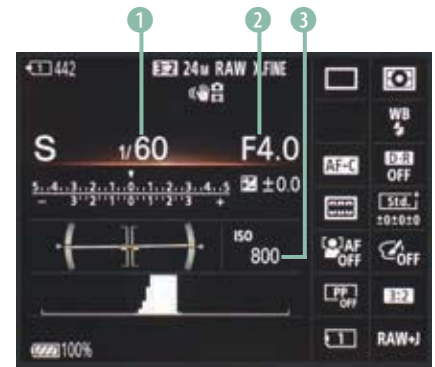 1 2 3
1 442 3:2 24M RAW X.FINE
WB
S 1/60 F4.0
AF-C D-R OFF
5..4..3..2..1..0..1..2..3..4..5 ±0.0
- 3 2 1 0 1 2 3 +
Std.
±0±0±0
ISO 800
AF OFF OFF
PP OFF 3:2
100% 1 RAW+J